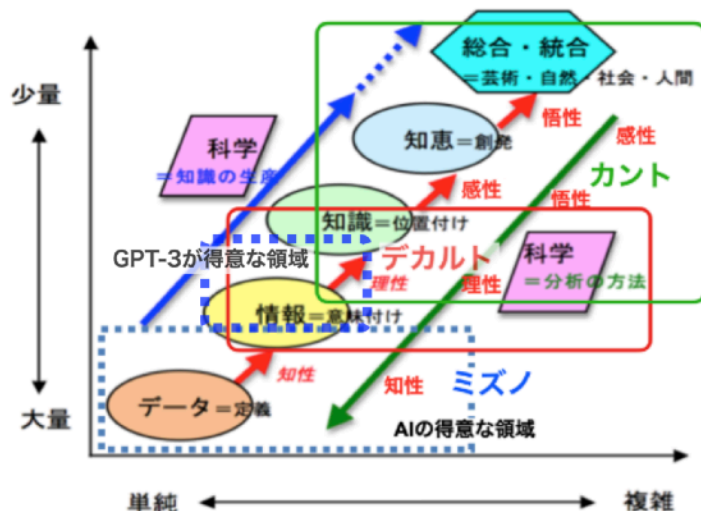 総合・統合
＝芸術・自然・社会・人間
少量
悟性
感性
知恵＝創発
科学
＝知識の生産
カント
感性
悟性
知識＝位置付け
GPT-3が得意な領域
デカルト
科学
＝分析の方法
理性
理性
情報＝意味付け
知性
知性
ミズノ
データ＝定義
大量
AIの得意な領域
単純
複雑